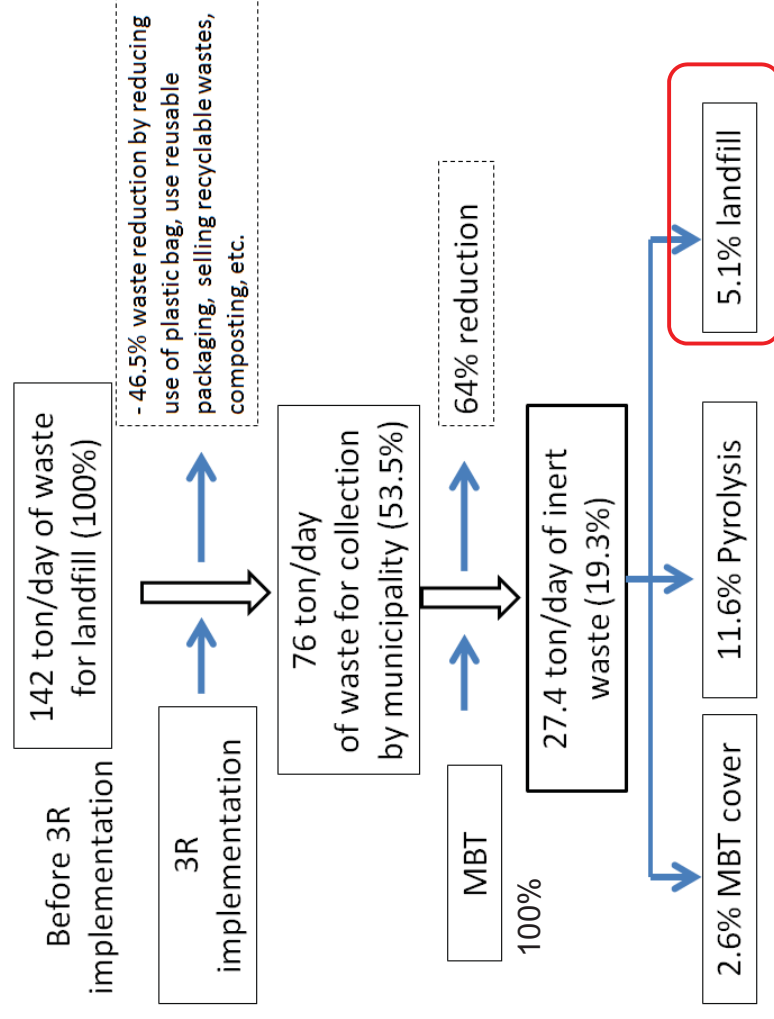 Before 3R
implementation
142 ton/day of waste
for landfill (100%)
3R
implementation
- 46.5% waste reduction by reducing
use of plastic bag, use reusable
packaging, selling recyclable wastes,
composting, etc.
76 ton/day
of waste for collection
by municipality (53.5%)
MBT
100%
64% reduction
27.4 ton/day of inert
waste (19.3%)
2.6% MBT cover
11.6% Pyrolysis
5.1% landfill